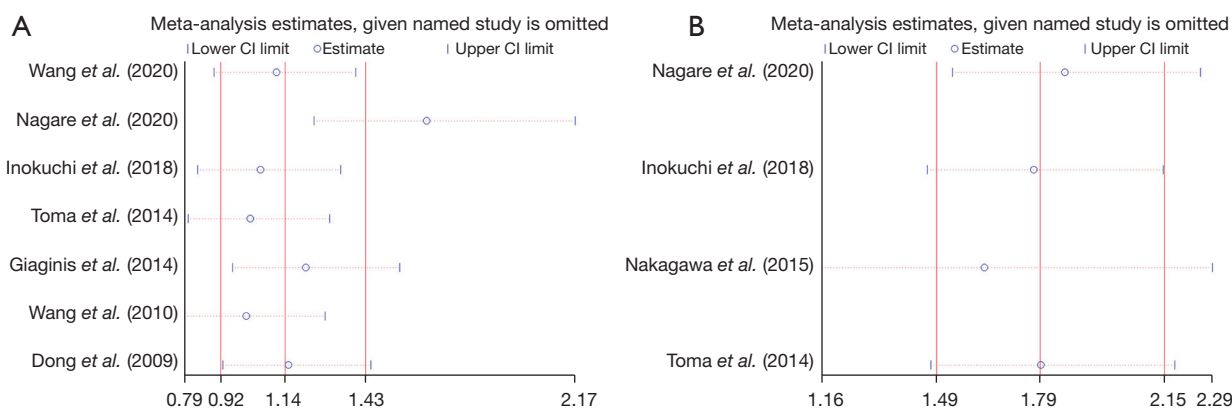 A
Meta-analysis estimates, given named study is omitted
Lower CI limit Estimate Upper CI limit
Wang et al. (2020)
Nagare et al. (2020)
Inokuchi et al. (2018)
Toma et al. (2014)
Giaginis et al. (2014)
Wang et al. (2010)
Dong et al. (2009)
0.79 0.92 1.14 1.43 2.17
B
Meta-analysis estimates, given named study is omitted
Lower CI limit Estimate Upper CI limit
Nagare et al. (2020)
Inokuchi et al. (2018)
Nakagawa et al. (2015)
Toma et al. (2014)
1.16 1.49 1.79 2.15 2.29